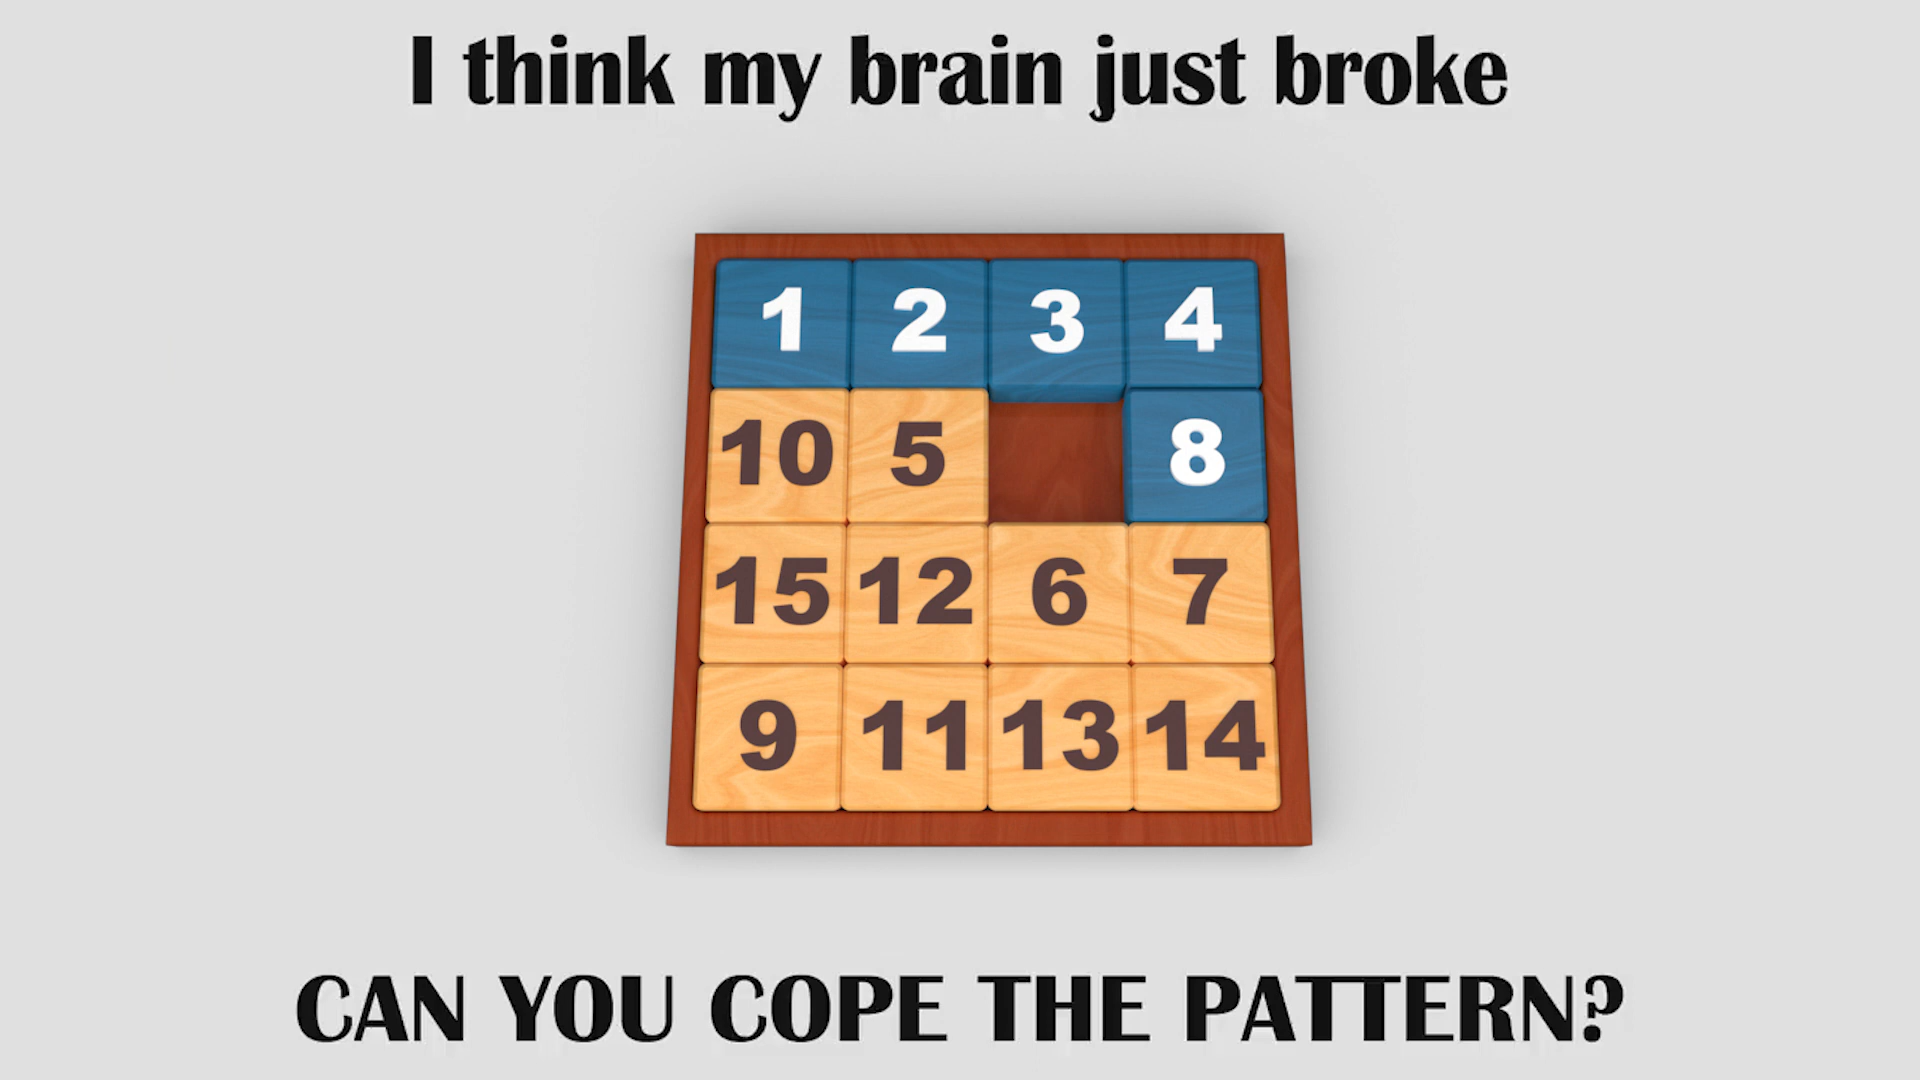 I think my brain just broke
1 2 3 4
10 5 8
15 12 6 7
9 11 13 14
CAN YOU COPE THE PATTERN?